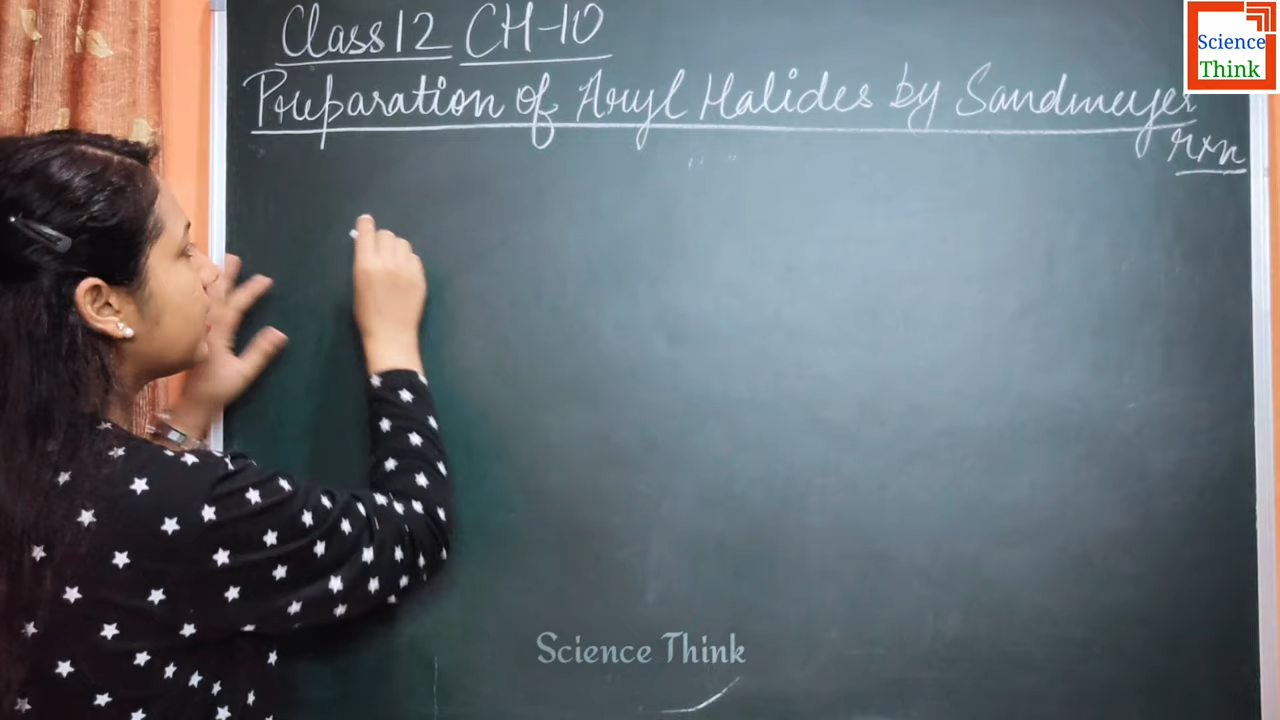 Class 12 CH-10
Preparation of Aryl Halides by Sandmeyer
rxn
Science
Think
Science Think